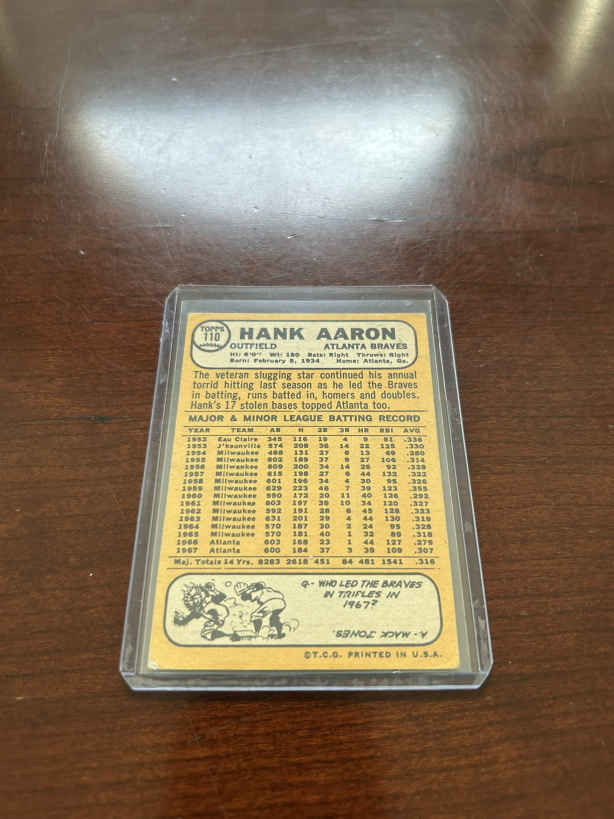 TOPPS
110
HANK AARON
OUTFIELD ATLANTA BRAVES
Ht: 6'0" Wt: 180 Bats: Right Throws: Right
Born: February 5, 1934 Home: Atlanta, Ga.
The veteran slugging star continued his annual
torrid hitting last season as he led the Braves
in batting, runs batted in, homers and doubles.
Hank's 17 stolen bases topped Atlanta too.
MAJOR & MINOR LEAGUE BATTING RECORD
YEAR TEAM AB H 2B 3B HR RBI AVG.
1952 Eau Claire 345 116 19 4 9 61 .336
1953 J'ksonville 574 208 36 14 22 125 .330
1954 Milwaukee 468 131 27 6 13 69 .280
1955 Milwaukee 602 189 37 9 27 106 .314
1956 Milwaukee 609 200 34 14 26 92 .328
1957 Milwaukee 615 198 27 6 44 132 .322
1958 Milwaukee 601 196 34 4 30 95 .326
1959 Milwaukee 629 223 46 7 39 123 .355
1960 Milwaukee 590 172 20 11 40 126 .292
1961 Milwaukee 603 197 39 10 34 120 .327
1962 Milwaukee 592 191 28 6 45 128 .323
1963 Milwaukee 631 201 29 4 44 130 .319
1964 Milwaukee 570 187 30 2 24 95 .328
1965 Milwaukee 570 181 40 1 32 89 .318
1966 Atlanta 603 168 23 1 44 127 .279
1967 Atlanta 600 184 37 3 39 109 .307
Maj. Totals 14 Yrs. 8283 2618 451 84 481 1541 .316
Q- WHO LED THE BRAVES
IN TRIPLES IN
1967?
A- MACK JONES.
©T.C.G. PRINTED IN U.S.A.